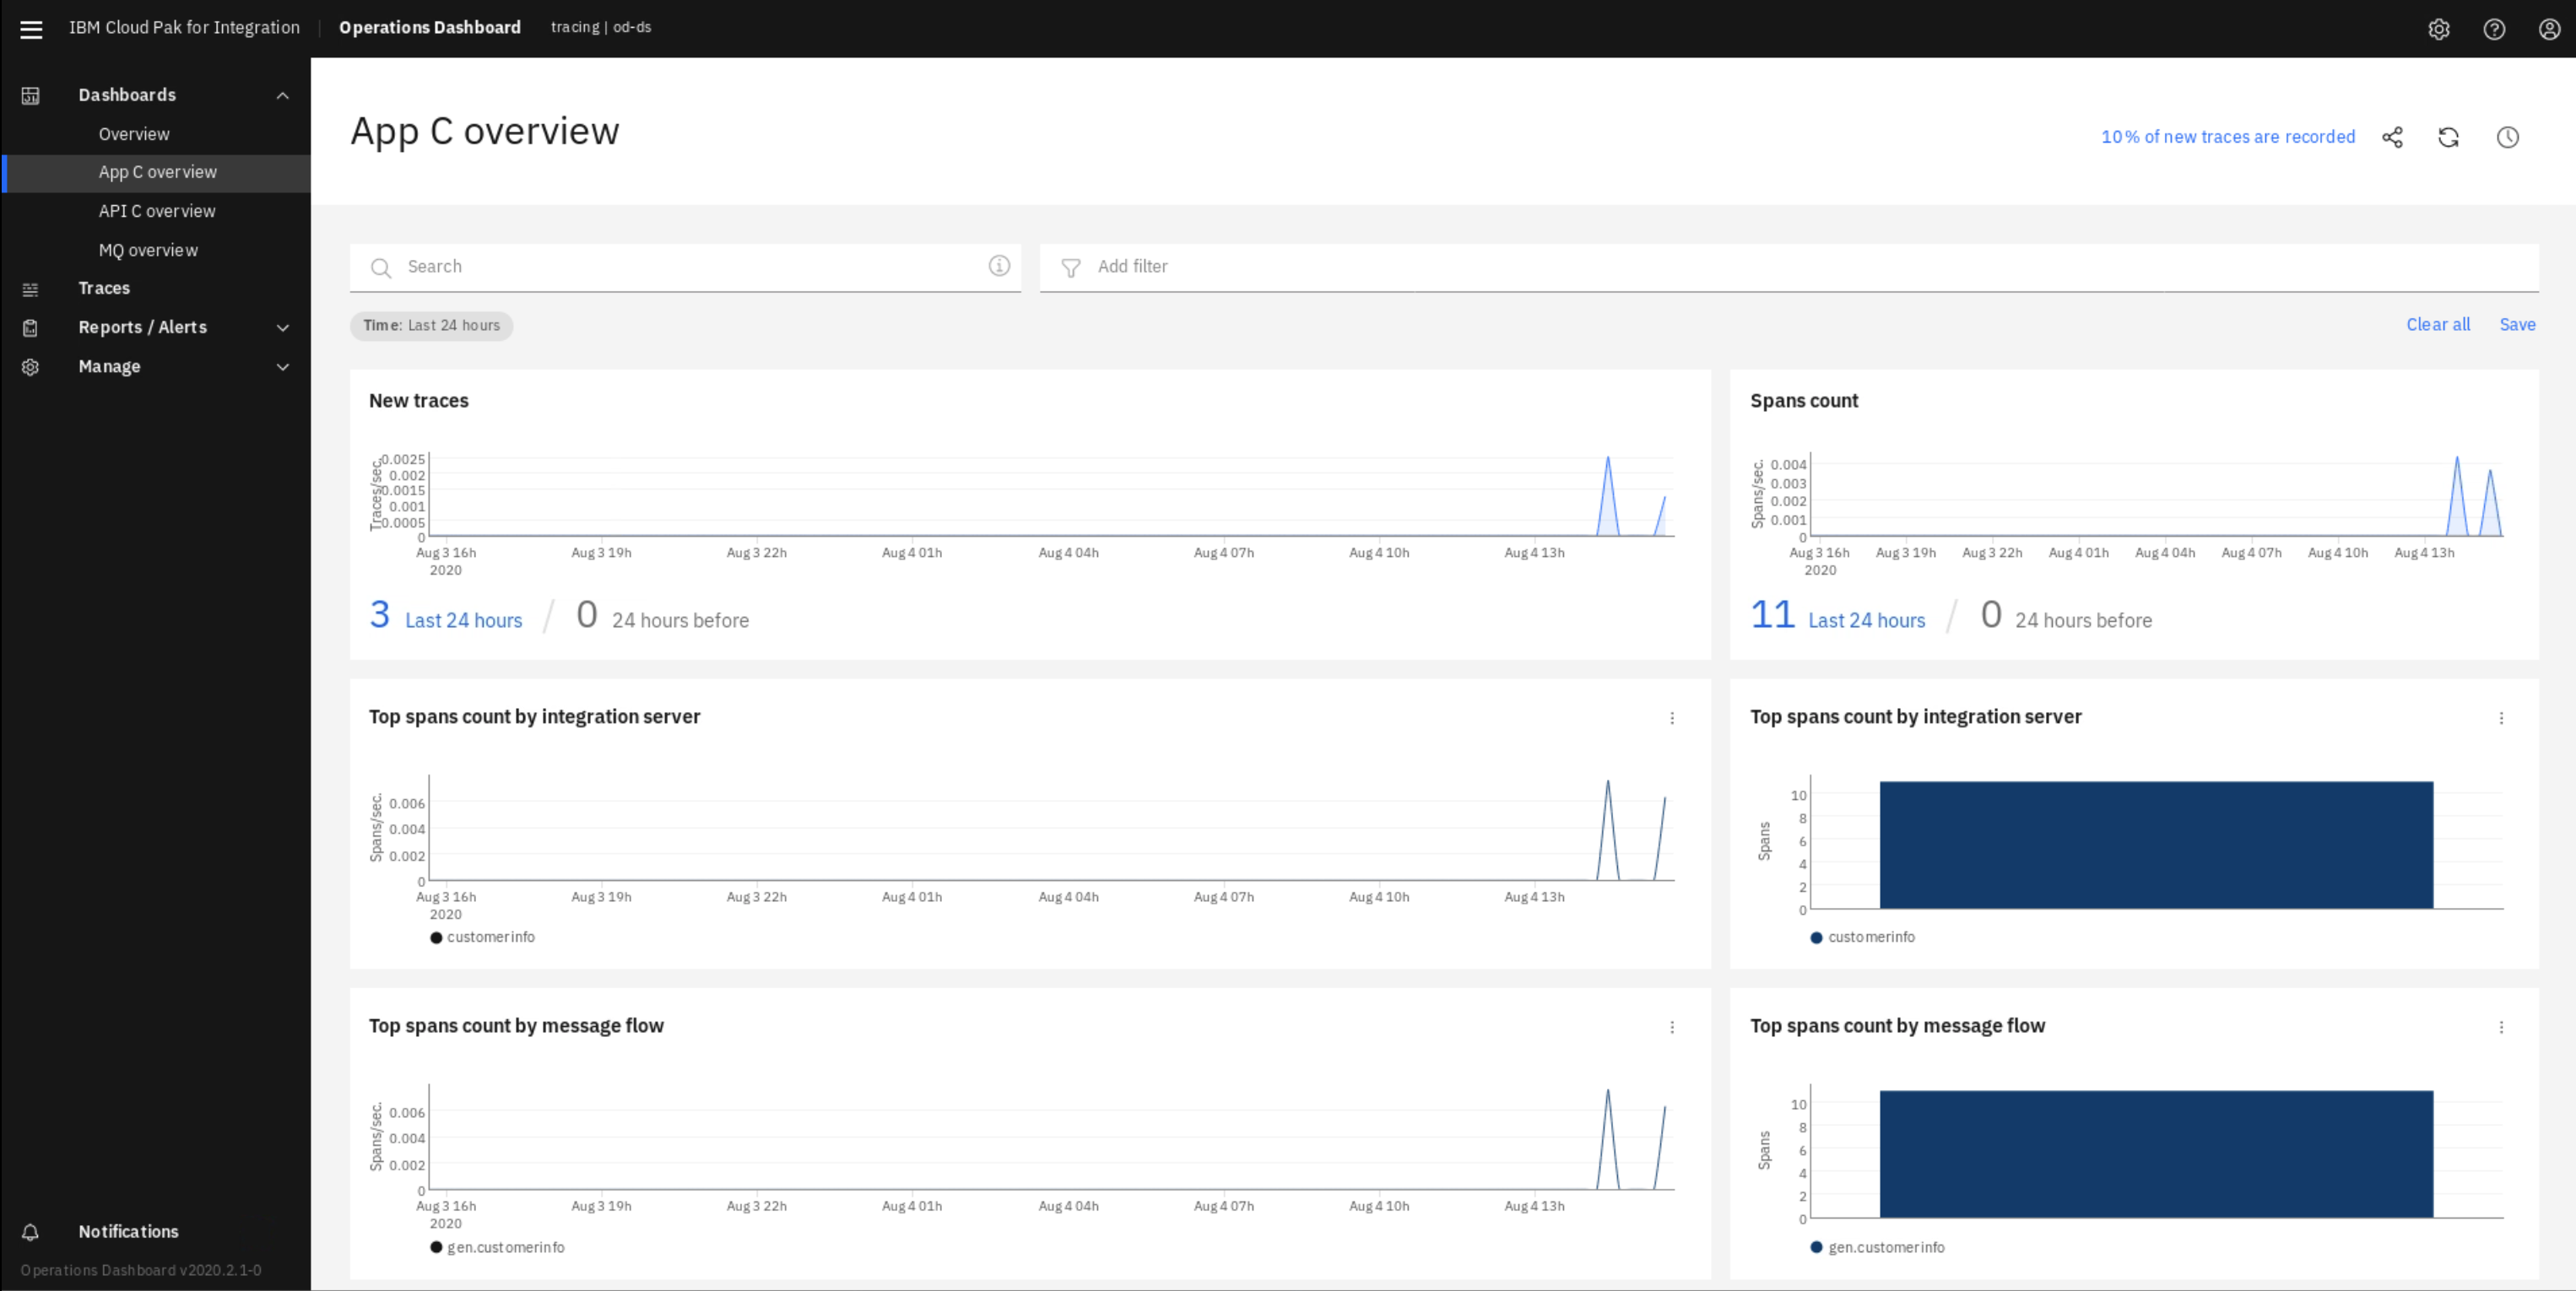 IBM Cloud Pak for Integration
Operations Dashboard
tracing | od-ds
Dashboards
Overview
App C overview
API C overview
MQ overview
Traces
Reports / Alerts
Manage
Notifications
Operations Dashboard v2020.2.1-0
App C overview
10% of new traces are recorded
Search
Add filter
Time: Last 24 hours
Clear all
Save
New traces
Traces/sec.
0.0025
0.002
0.0015
0.001
0.0005
0
Aug 3 16h Aug 3 19h Aug 3 22h Aug 4 01h Aug 4 04h Aug 4 07h Aug 4 10h Aug 4 13h
2020
3 Last 24 hours / 0 24 hours before
Spans count
Spans/sec.
0.004
0.003
0.002
0.001
0
Aug 3 16h Aug 3 19h Aug 3 22h Aug 4 01h Aug 4 04h Aug 4 07h Aug 4 10h Aug 4 13h
2020
11 Last 24 hours / 0 24 hours before
Top spans count by integration server
Spans/sec.
0.006
0.004
0.002
0
Aug 3 16h Aug 3 19h Aug 3 22h Aug 4 01h Aug 4 04h Aug 4 07h Aug 4 10h Aug 4 13h
2020
customerinfo
Top spans count by integration server
Spans
10
8
6
4
2
0
customerinfo
Top spans count by message flow
Spans/sec.
0.006
0.004
0.002
0
Aug 3 16h Aug 3 19h Aug 3 22h Aug 4 01h Aug 4 04h Aug 4 07h Aug 4 10h Aug 4 13h
2020
gen.customerinfo
Top spans count by message flow
Spans
10
8
6
4
2
0
gen.customerinfo